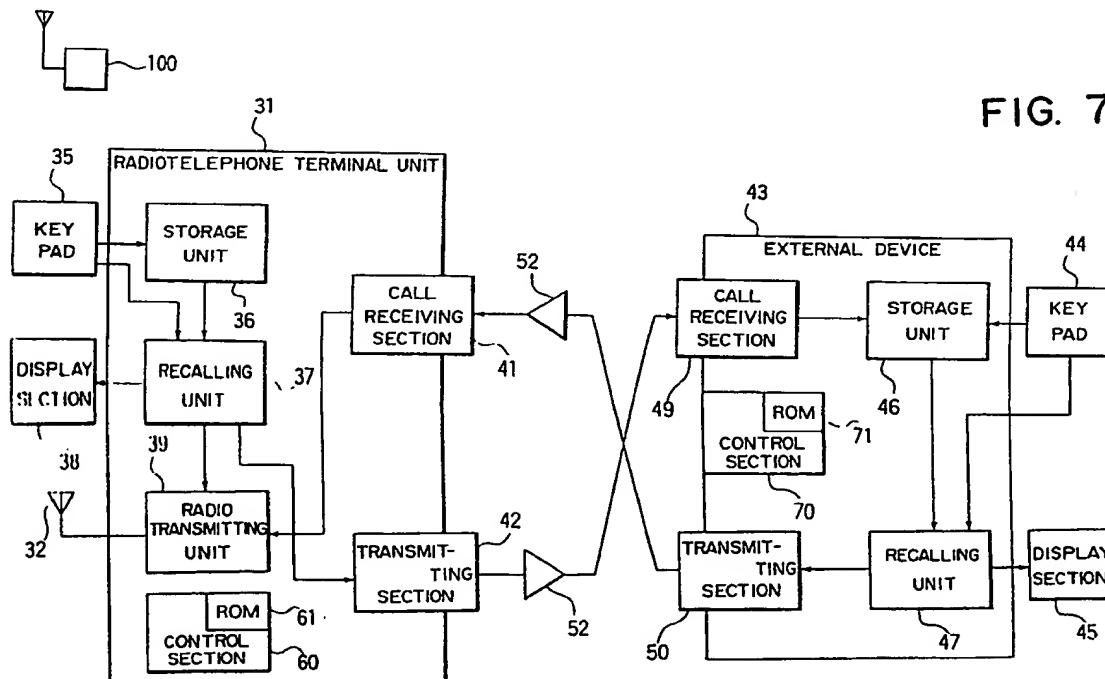 100
FIG. 7
31
RADIOTELEPHONE TERMINAL UNIT
35
KEY
PAD
STORAGE
UNIT
36
CALL
RECEIVING
SECTION
41
52
43
EXTERNAL DEVICE
CALL
RECEIVING
SECTION
49
STORAGE
UNIT
46
44
KEY
PAD
DISPLAY
SECTION
38
RECALLING
UNIT
37
ROM
71
CONTROL
SECTION
70
32
39
RADIO
TRANSMITTING
UNIT
42
TRANSMIT-
TING
SECTION
52
TRANSMIT-
TING
SECTION
50
RECALLING
UNIT
47
DISPLAY
SECTION
45
ROM
61
CONTROL
SECTION
60